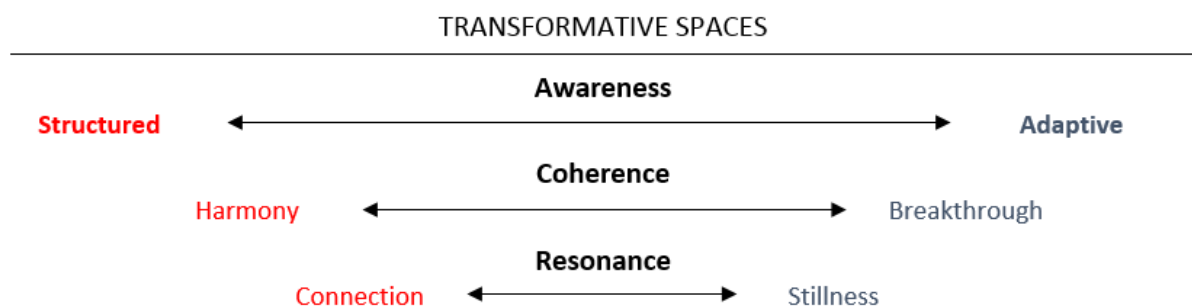 TRANSFORMATIVE SPACES
Awareness
Structured Adaptive
Coherence
Harmony Breakthrough
Resonance
Connection Stillness